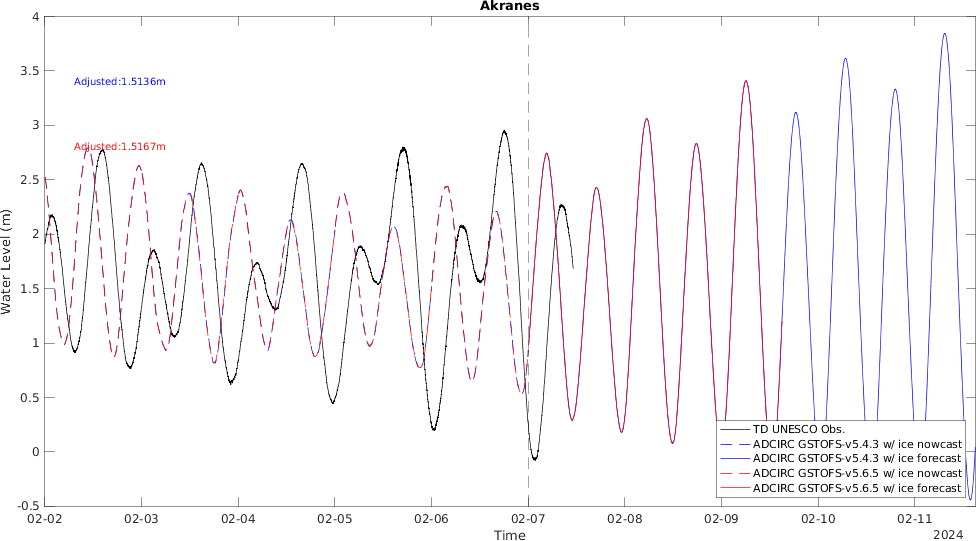 Akranes
4
3.5
3
2.5
2
1.5
1
0.5
0
-0.5
Water Level (m)
Adjusted:1.5136m
Adjusted:1.5167m
TD UNESCO Obs.
ADCIRC GSTOFS-v5.4.3 w/ ice nowcast
ADCIRC GSTOFS-v5.4.3 w/ ice forecast
ADCIRC GSTOFS-v5.6.5 w/ ice nowcast
ADCIRC GSTOFS-v5.6.5 w/ ice forecast
02-02 02-03 02-04 02-05 02-06 02-07 02-08 02-09 02-10 02-11
Time
2024